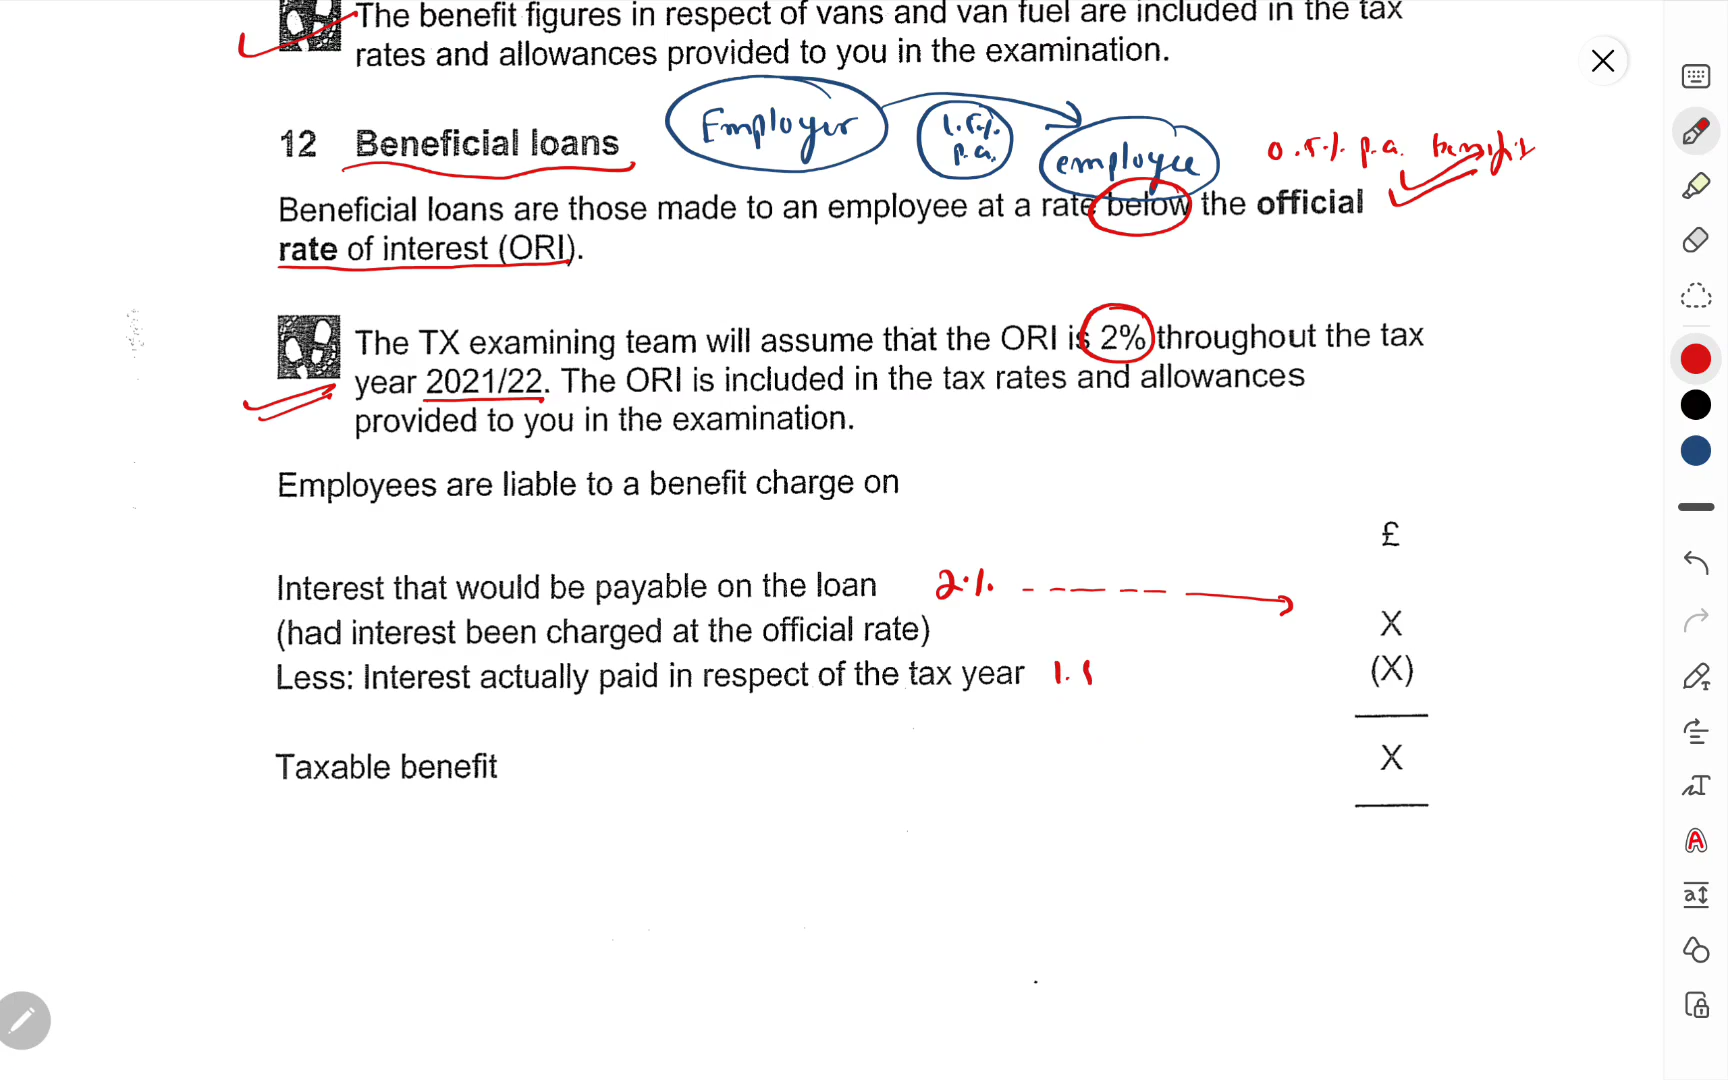 The benefit figures in respect of vans and van fuel are included in the tax
rates and allowances provided to you in the examination.
Employer
1.5%
p.a.
employee
0.5% p.a. benefit
12 Beneficial loans
Beneficial loans are those made to an employee at a rate below the official
rate of interest (ORI).
The TX examining team will assume that the ORI is 2% throughout the tax
year 2021/22. The ORI is included in the tax rates and allowances
provided to you in the examination.
Employees are liable to a benefit charge on
£
Interest that would be payable on the loan 2%
(had interest been charged at the official rate) X
Less: Interest actually paid in respect of the tax year 1. (X)
Taxable benefit X